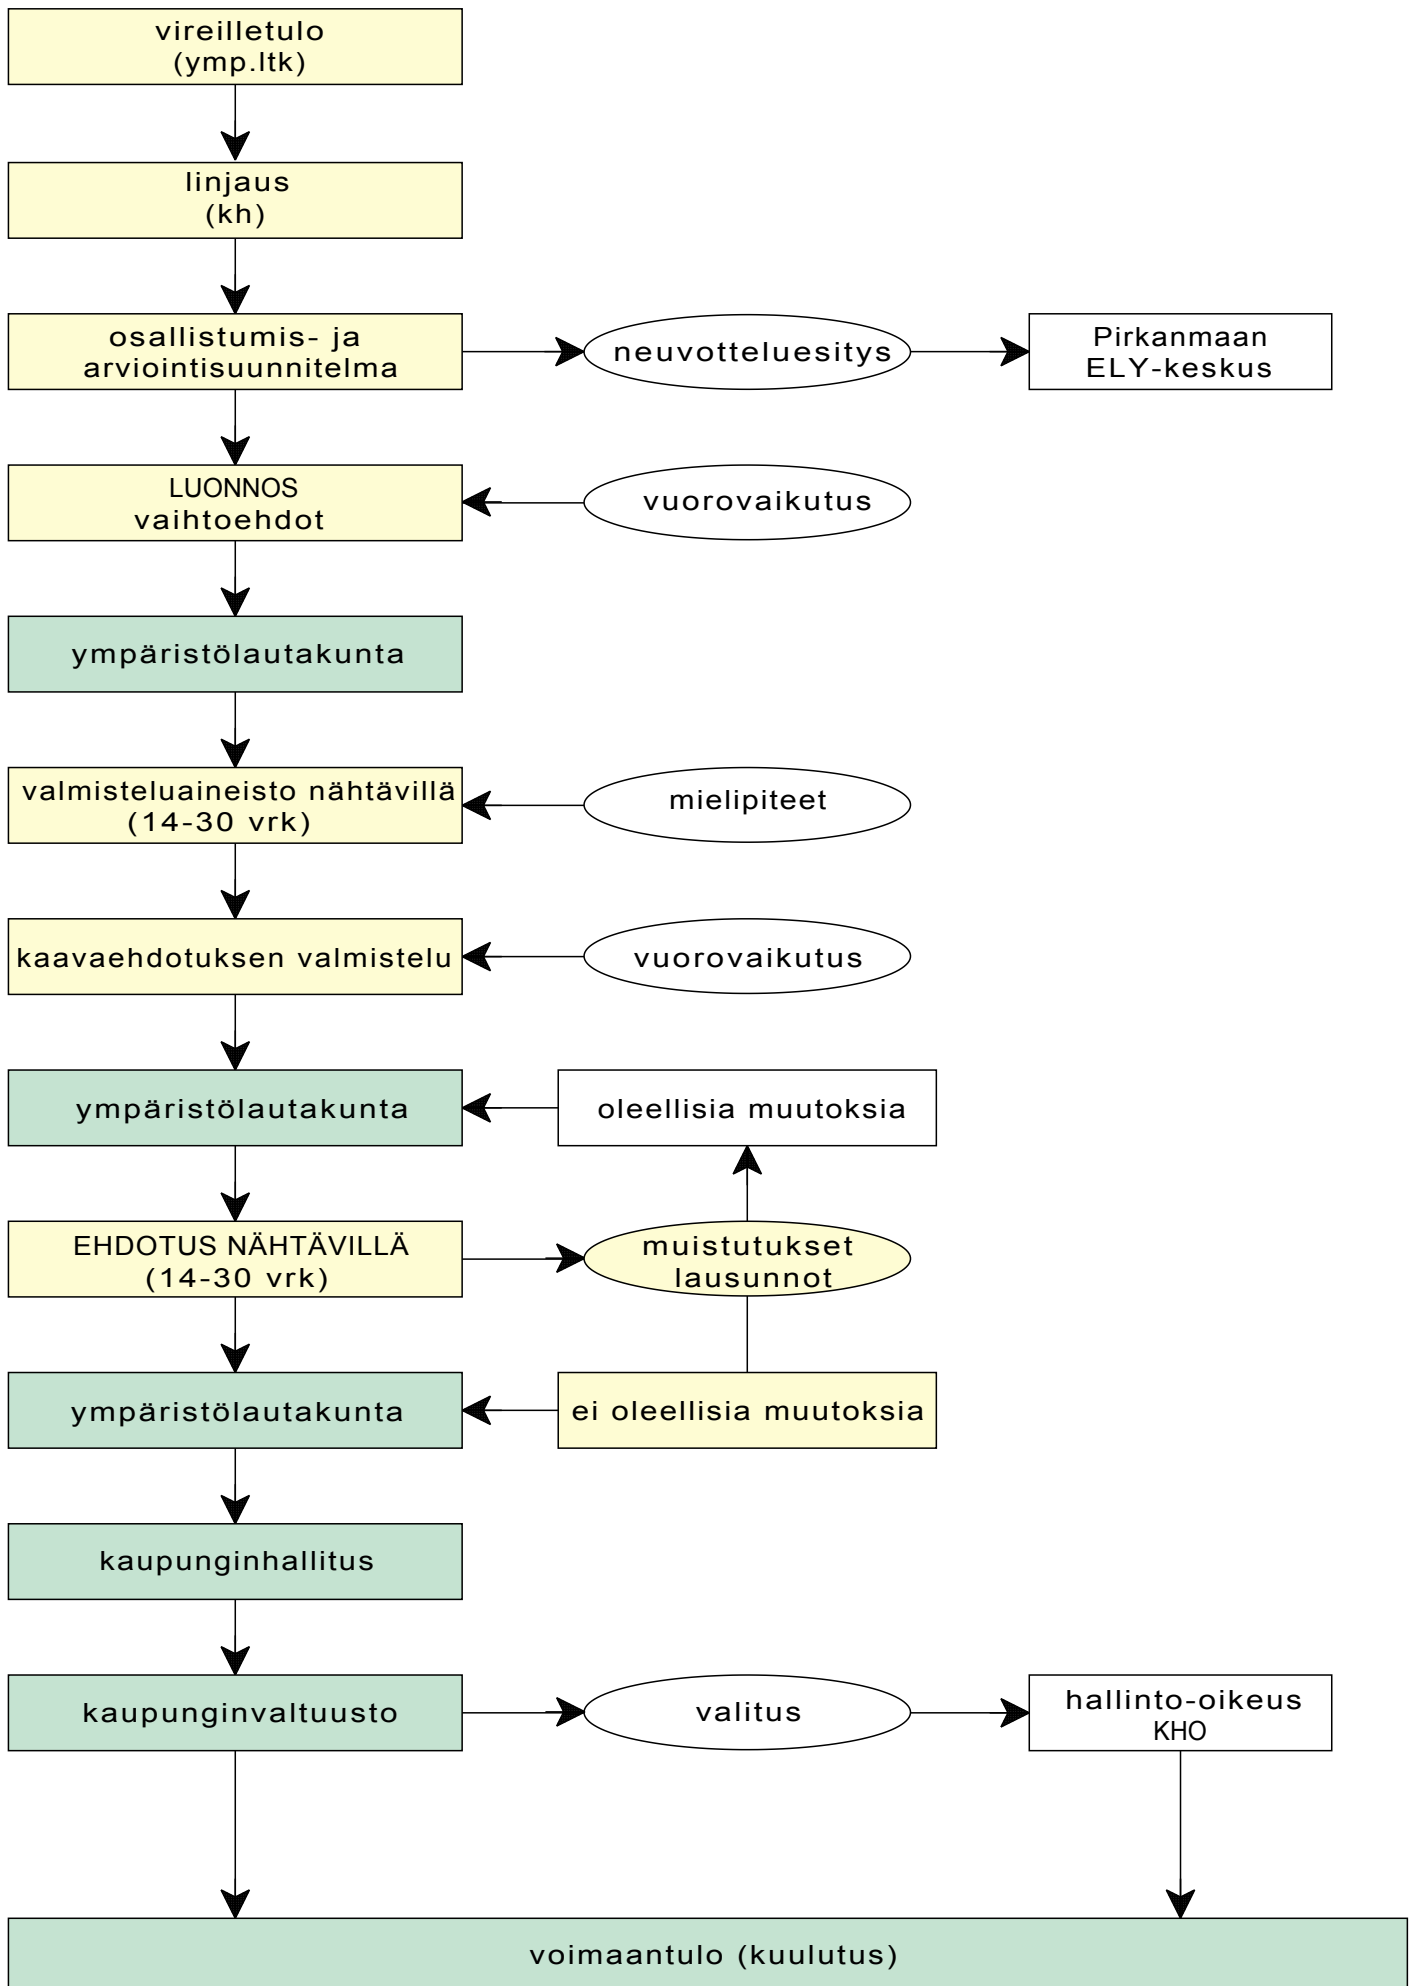 vireilletulo
(ymp.ltk)
linjaus
(kh)
osallistumis- ja
arviointisuunnitelma
neuvotteluesitys
Pirkanmaan
ELY-keskus
LUONNOS
vaihtoehdot
vuorovaikutus
ympäristölautakunta
valmisteluaineisto nähtävillä
(14-30 vrk)
mielipiteet
kaavaehdotuksen valmistelu
vuorovaikutus
ympäristölautakunta
oleellisia muutoksia
EHDOTUS NÄHTÄVILLÄ
(14-30 vrk)
muistutukset
lausunnot
ympäristölautakunta
ei oleellisia muutoksia
kaupunginhallitus
kaupunginvaltuusto
valitus
hallinto-oikeus
KHO
voimaantulo (kuulutus)